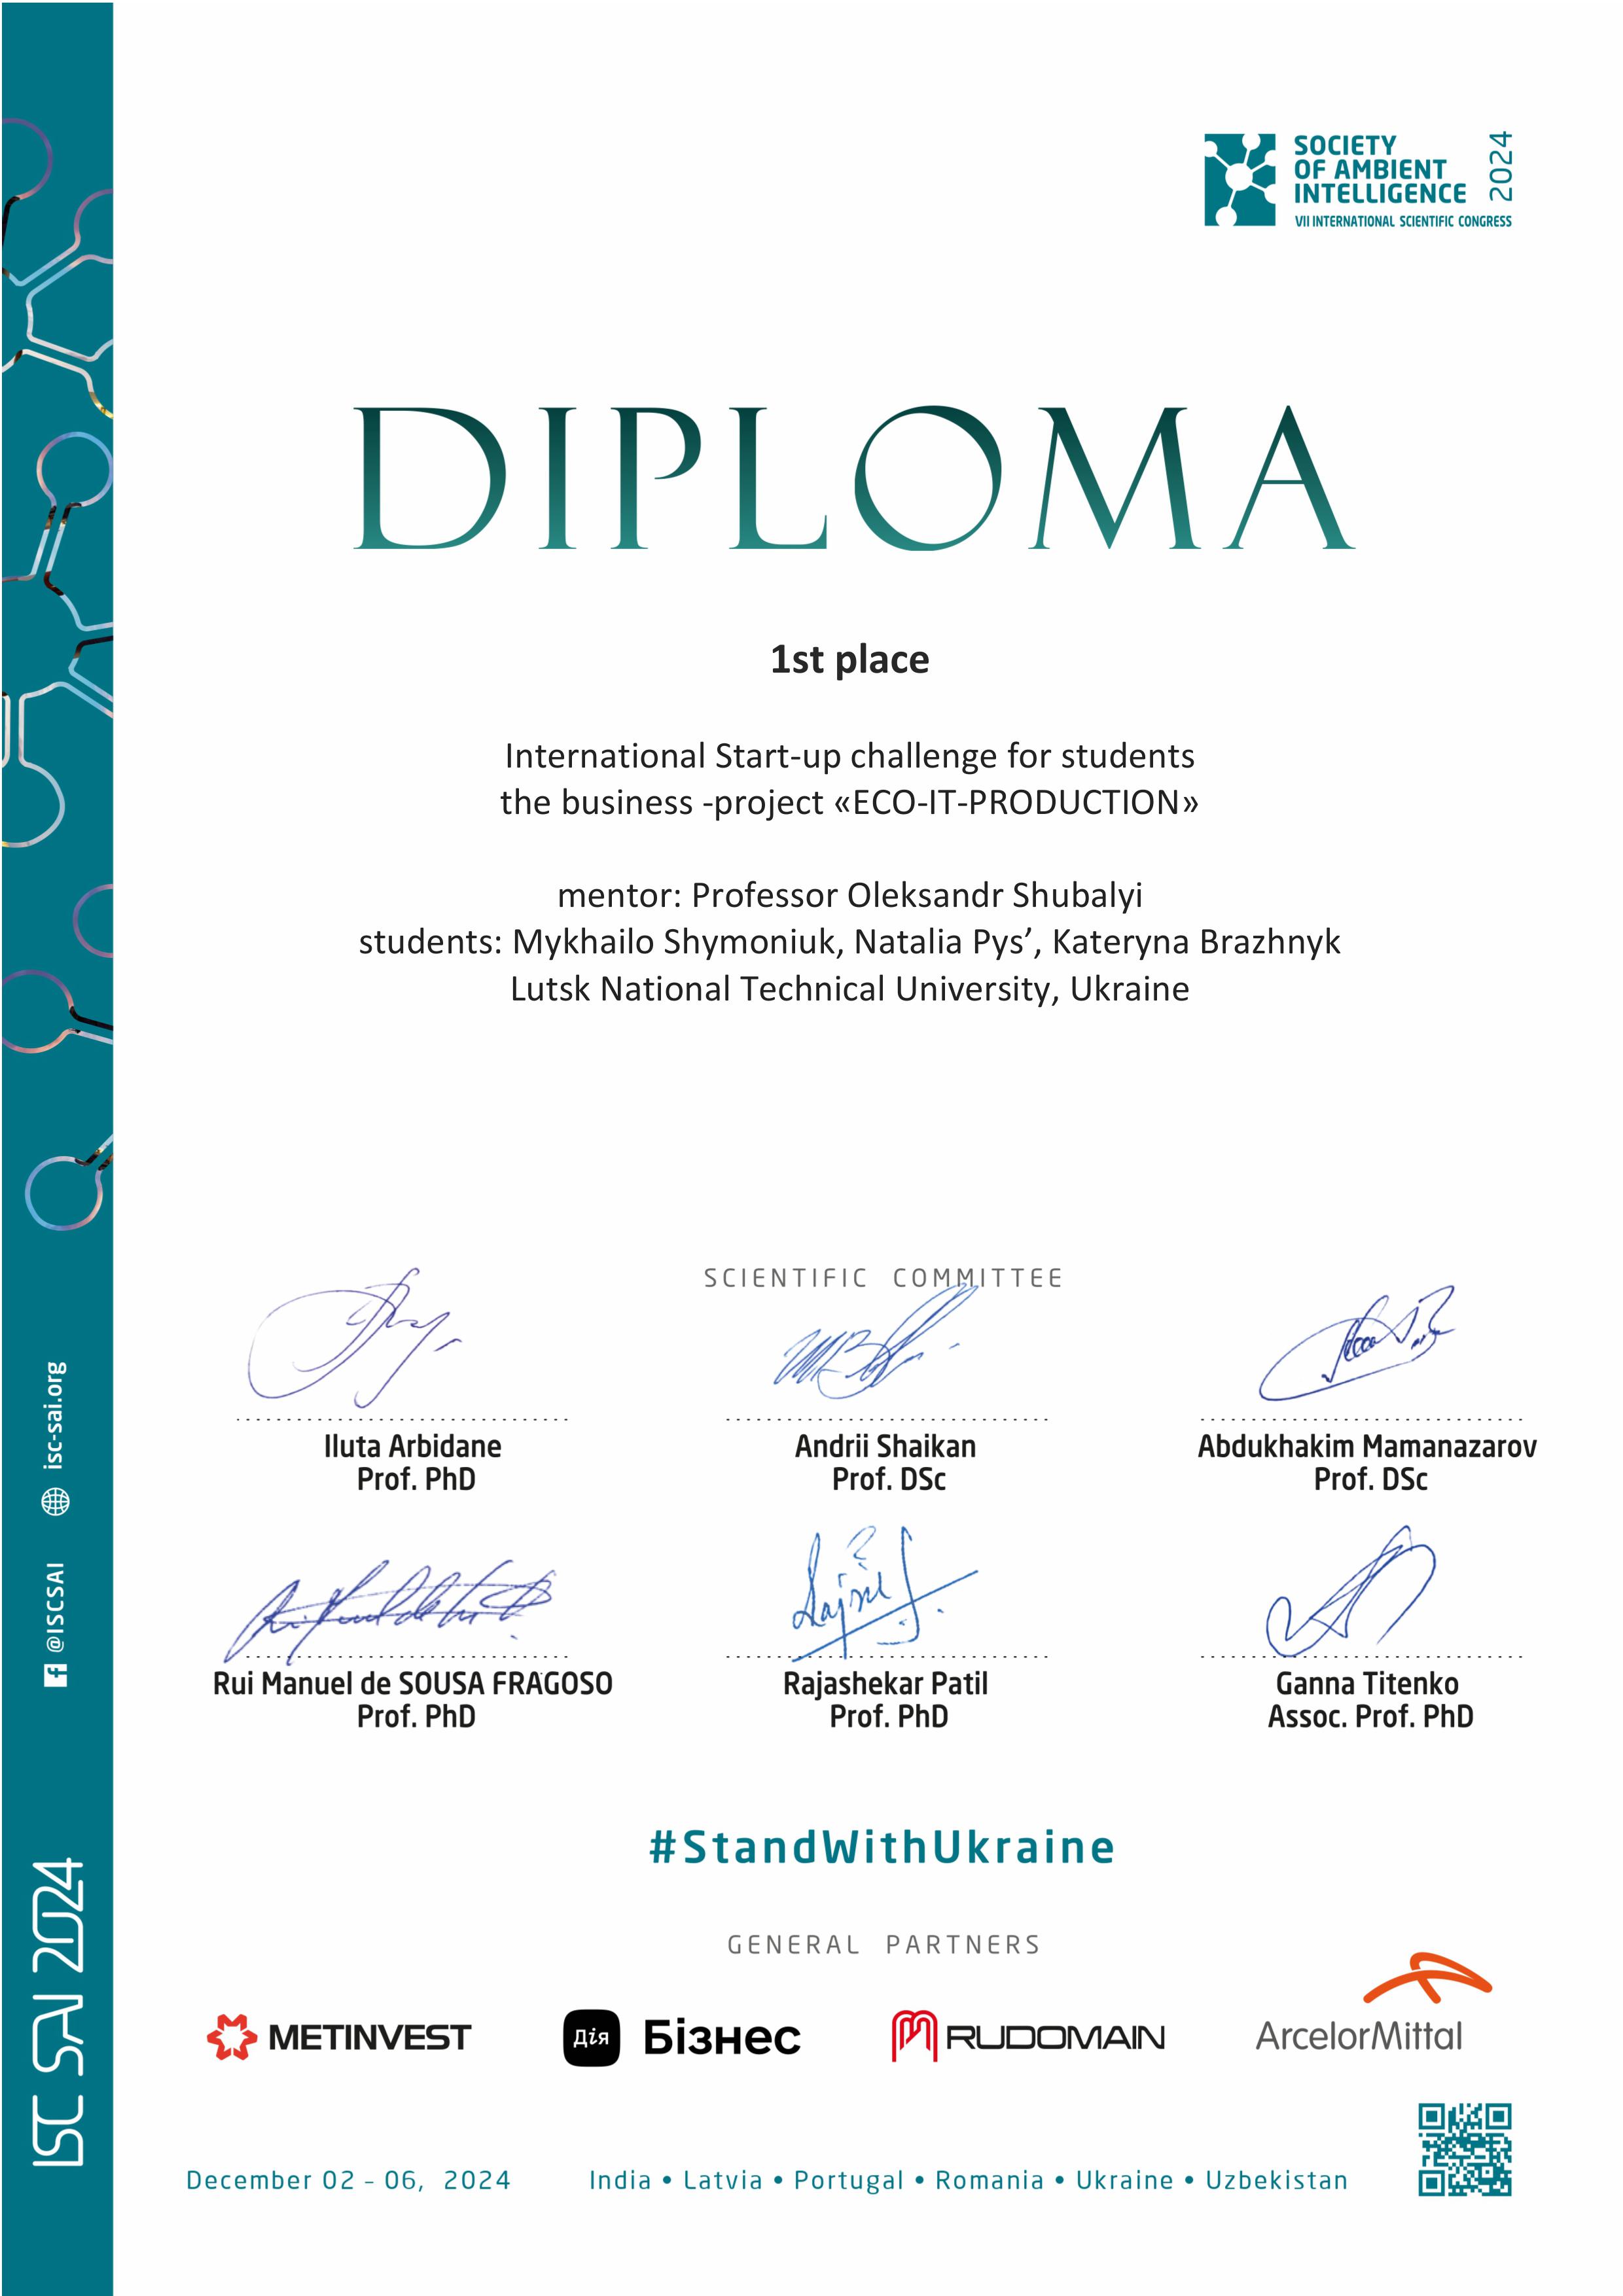 SOCIETY
OF AMBIENT
INTELLIGENCE
2024
VII INTERNATIONAL SCIENTIFIC CONGRESS
DIPLOMA
1st place
International Start-up challenge for students
the business -project «ECO-IT-PRODUCTION»
mentor: Professor Oleksandr Shubalyi
students: Mykhailo Shymoniuk, Natalia Pys’, Kateryna Brazhnyk
Lutsk National Technical University, Ukraine
SCIENTIFIC COMMITTEE
Iluta Arbidane
Prof. PhD
Andrii Shaikan
Prof. DSc
Abdukhakim Mamanazarov
Prof. DSc
Rui Manuel de SOUSA FRAGOSO
Prof. PhD
Rajashekar Patil
Prof. PhD
Ganna Titenko
Assoc. Prof. PhD
#StandWithUkraine
GENERAL PARTNERS
METINVEST
Дія Бізнес
RUDOMAIN
ArcelorMittal
December 02 – 06, 2024
India • Latvia • Portugal • Romania • Ukraine • Uzbekistan
isc-sai.org
@ISCSAI
ISC SAI 2024